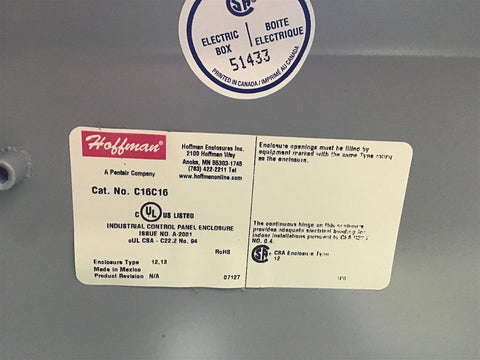 ELECTRIC BOX
BOITE ELECTRIQUE
51433
PRINTED IN CANADA / IMPRIMÉ AU CANADA
Hoffman
A Pentair Company
Hoffman Enclosures Inc.
2100 Hoffman Way
Anoka, MN 55303-1745
(763) 422-2211 Tel
www.hoffmanonline.com
Cat. No. C16C16
C UL US LISTED
INDUSTRIAL CONTROL PANEL ENCLOSURE
ISSUE NO. A-2001
cUL CSA - C22.2 No. 94
RoHS
Enclosure Type 12,13
Made in Mexico
Product Revision N/A
07127
Enclosure openings must be filled by
equipment marked with the same Type rating
as the enclosure.
The continuous hinge on this enclosure
provides adequate electrical bonding for
indoor installations pursuant to CSA C22.2
NO. 0.4.
CSA Enclosure Type
12